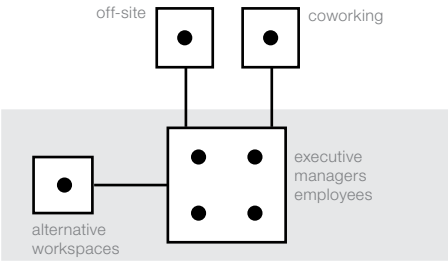 off-site
coworking
executive
managers
employees
alternative
workspaces